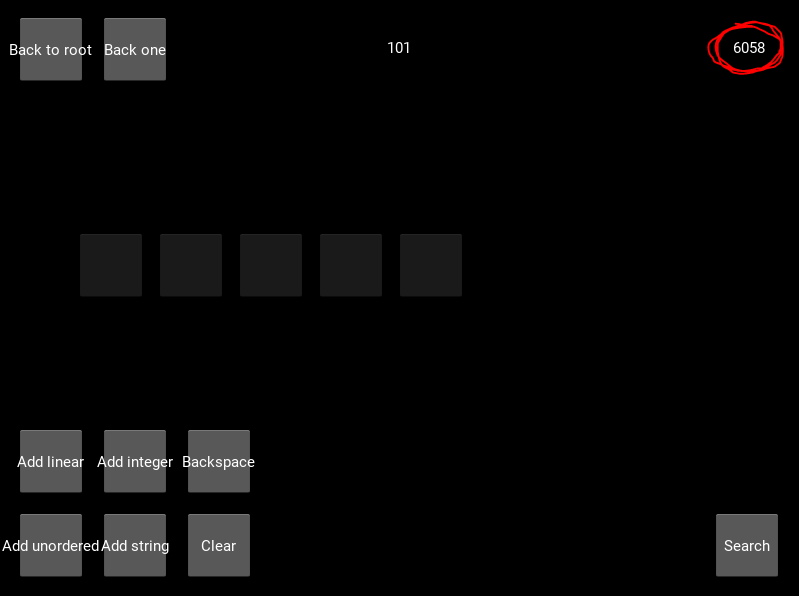 Back to root Back one 101 6058
Add linear Add integer Backspace
Add unordered Add string Clear Search